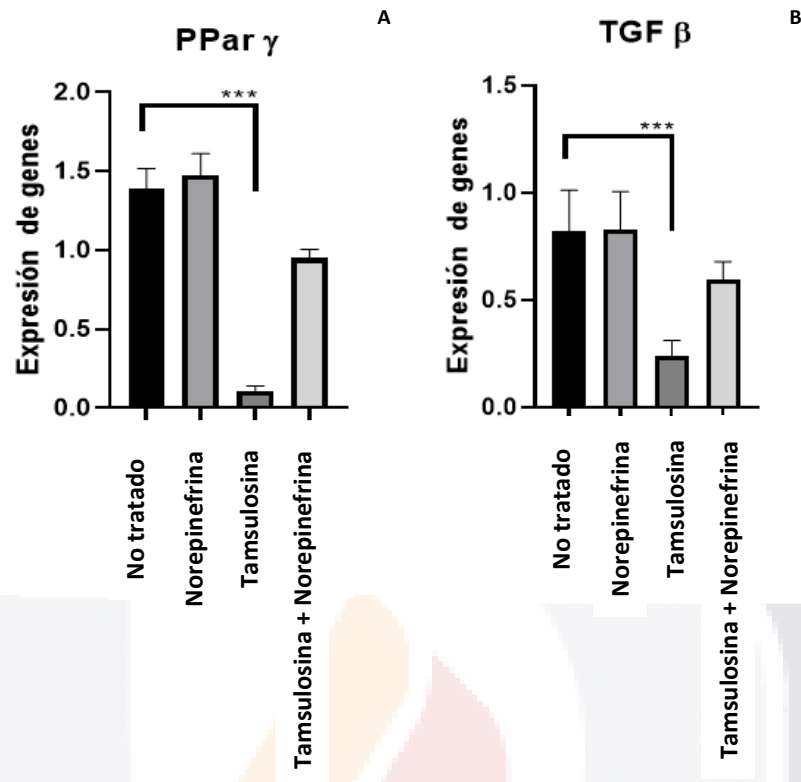 A
PPar γ
***
Expresión de genes
2.0
1.5
1.0
0.5
0.0
No tratado
Norepinefrina
Tamsulosina
Tamsulosina + Norepinefrina
B
TGF β
***
Expresión de genes
1.5
1.0
0.5
0.0
No tratado
Norepinefrina
Tamsulosina
Tamsulosina + Norepinefrina